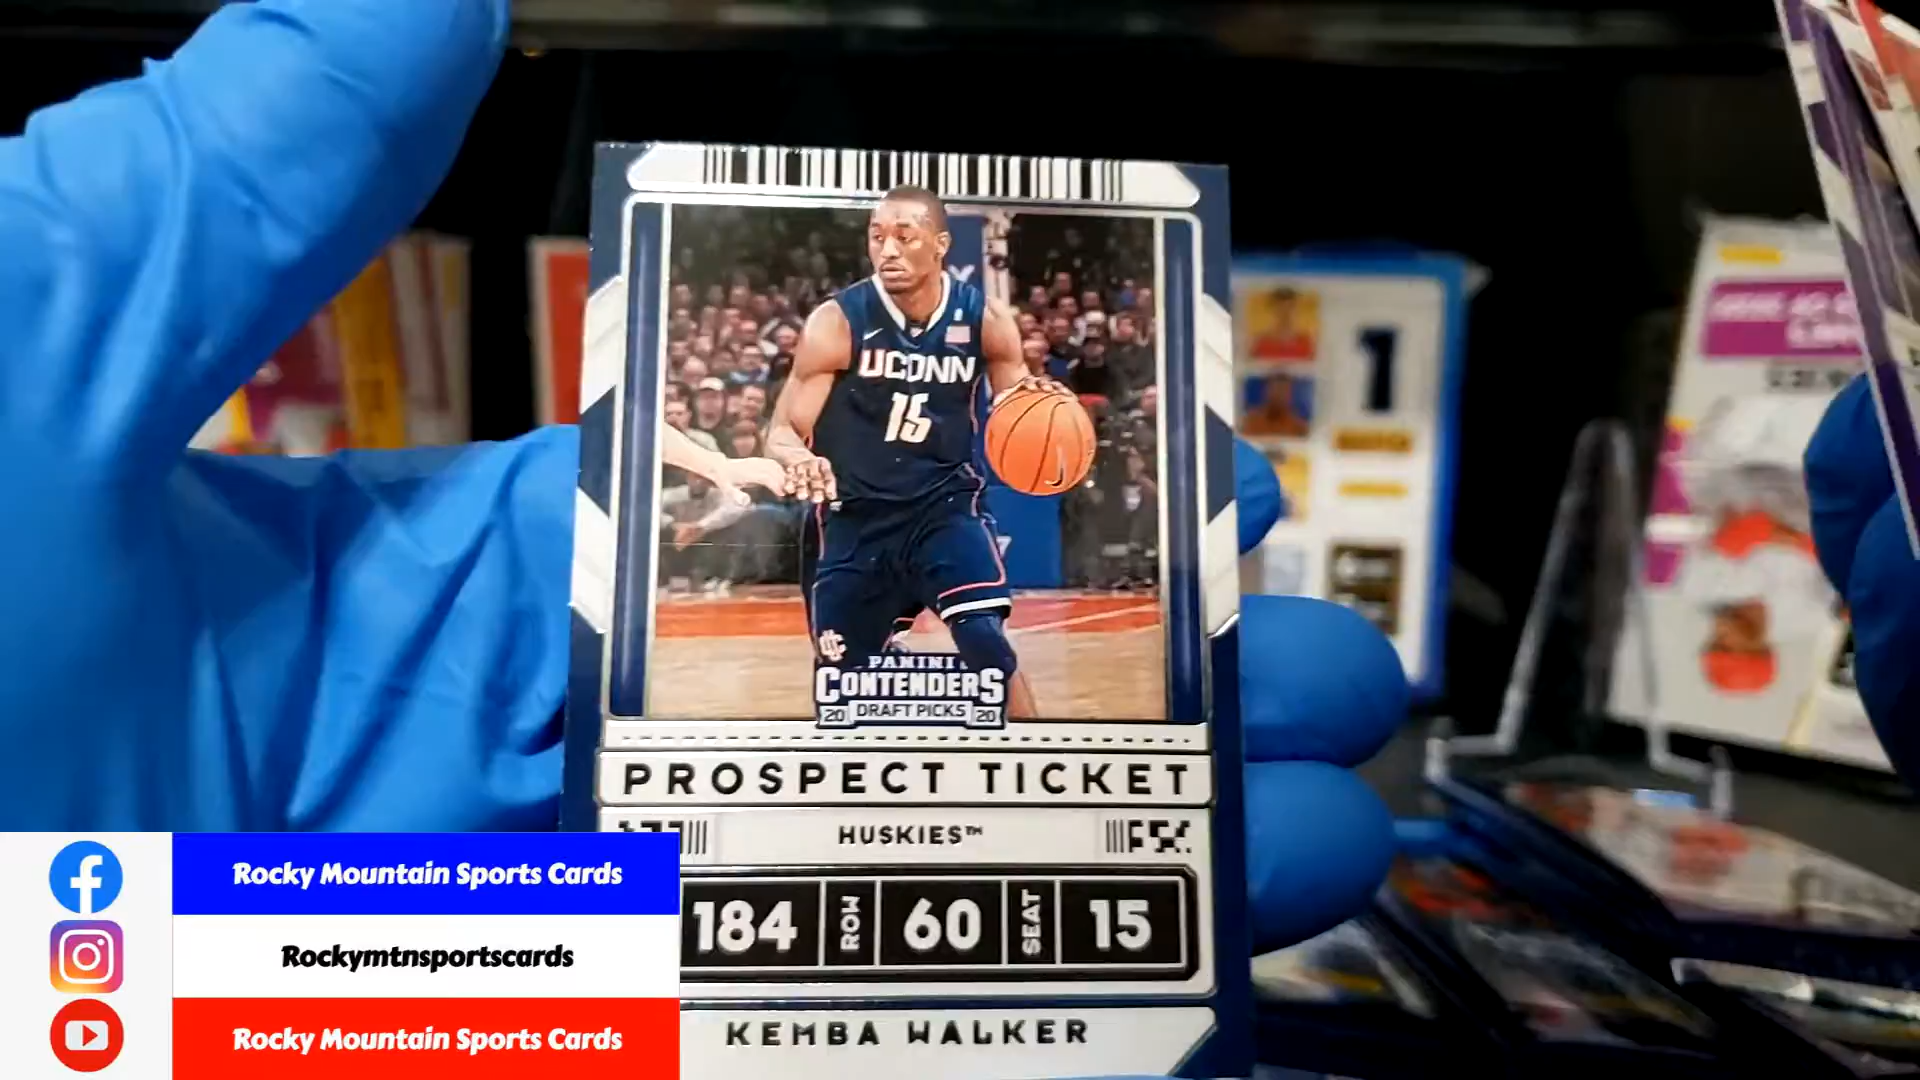 UCONN
15
PANINI
CONTENDERS
20 DRAFT PICKS 20
PROSPECT TICKET
HUSKIES™
184 ROW 60 SEAT 15
KEMBA WALKER
1
Rocky Mountain Sports Cards
Rockymtnsportscards
Rocky Mountain Sports Cards